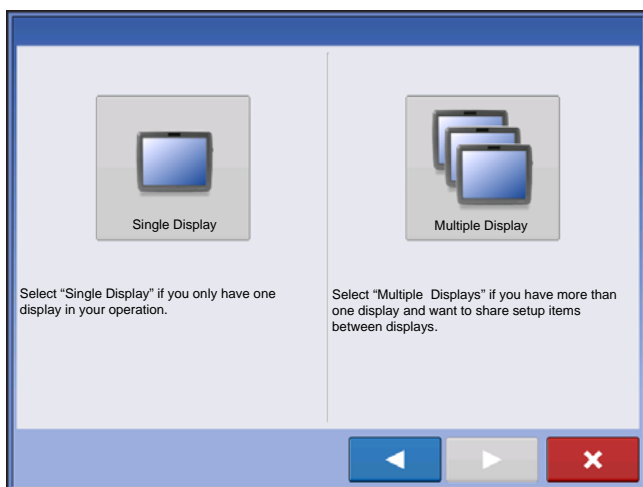 Single Display
Select “Single Display” if you only have one
display in your operation.
Multiple Display
Select “Multiple  Displays” if you have more than
one display and want to share setup items
between displays.